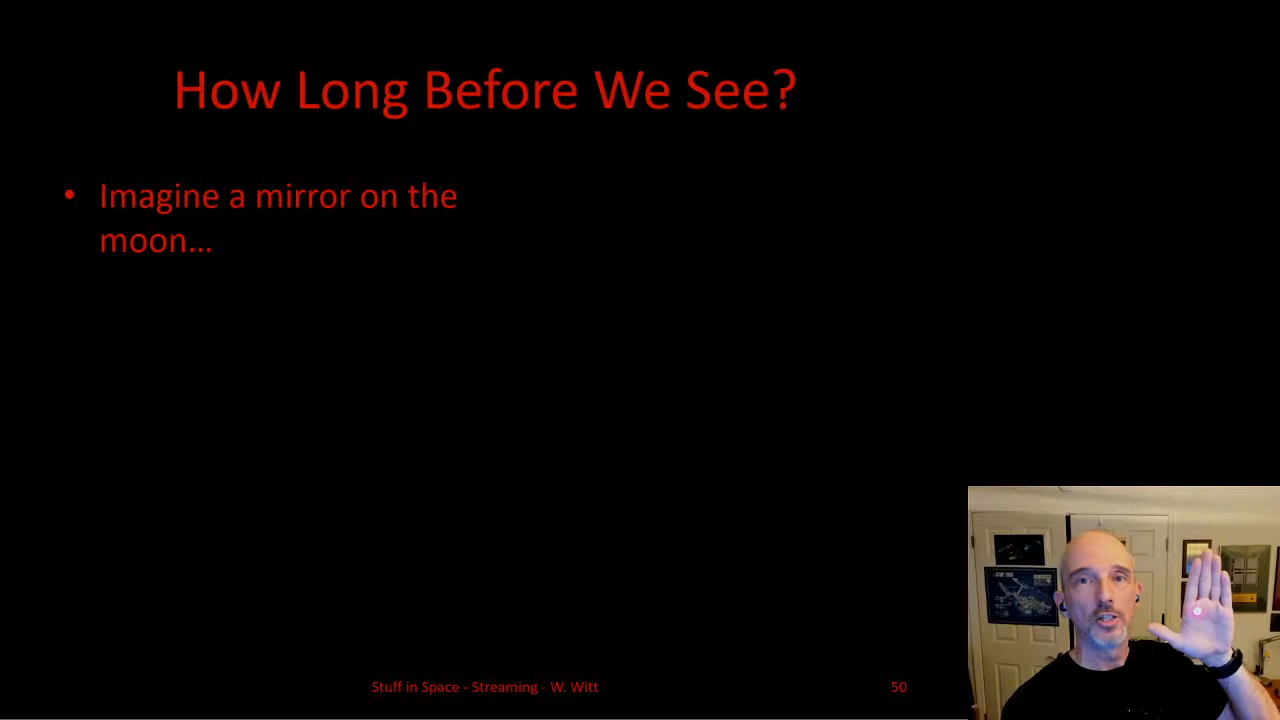 How Long Before We See?
• Imagine a mirror on the
moon...
Stuff in Space - Streaming - W. Witt
50